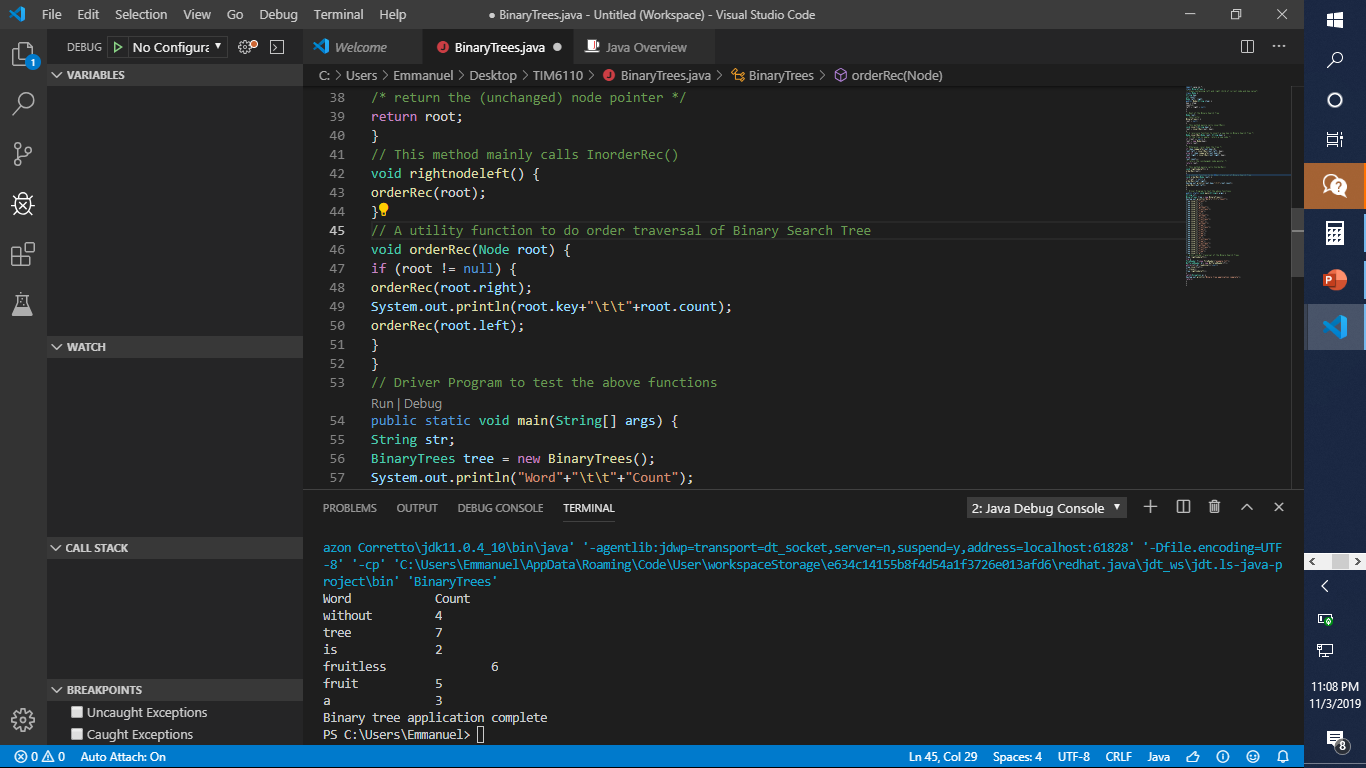 File Edit Selection View Go Debug Terminal Help
● BinaryTrees.java - Untitled (Workspace) - Visual Studio Code
1
DEBUG No Configura
Welcome
BinaryTrees.java
Java Overview
C: > Users > Emmanuel > Desktop > TIM6110 > BinaryTrees.java > BinaryTrees > orderRec(Node)
VARIABLES
WATCH
CALL STACK
BREAKPOINTS
Uncaught Exceptions
Caught Exceptions
38 /* return the (unchanged) node pointer */
39 return root;
40 }
41 // This method mainly calls InorderRec()
42 void rightnodeleft() {
43 orderRec(root);
44 }
45 // A utility function to do order traversal of Binary Search Tree
46 void orderRec(Node root) {
47 if (root != null) {
48 orderRec(root.right);
49 System.out.println(root.key+"\t\t"+root.count);
50 orderRec(root.left);
51 }
52 }
53 // Driver Program to test the above functions
Run | Debug
54 public static void main(String[] args) {
55 String str;
56 BinaryTrees tree = new BinaryTrees();
57 System.out.println("Word"+"\t\t"+"Count");
PROBLEMS OUTPUT DEBUG CONSOLE TERMINAL
2: Java Debug Console
azon Corretto\jdk11.0.4_10\bin\java' '-agentlib:jdwp=transport=dt_socket,server=n,suspend=y,address=localhost:61828' '-Dfile.encoding=UTF
-8' '-cp' 'C:\Users\Emmanuel\AppData\Roaming\Code\User\workspaceStorage\e634c14155b8f4d54a1f3726e013afd6\redhat.java\jdt_ws\jdt.ls-java-p
roject\bin' 'BinaryTrees'
Word Count
without 4
tree 7
is 2
fruitless 6
fruit 5
a 3
Binary tree application complete
PS C:\Users\Emmanuel>
0 0 Auto Attach: On
Ln 45, Col 29 Spaces: 4 UTF-8 CRLF Java
11:08 PM
11/3/2019
8